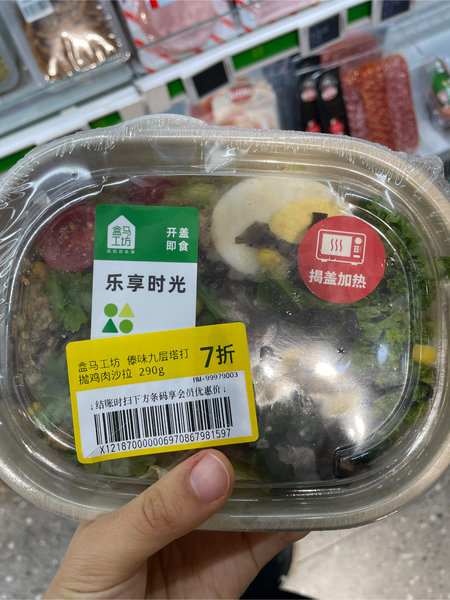 盒马
工坊
开盖
即食
乐享时光
揭盖加热
盒马工坊 傣味九层塔打
抛鸡肉沙拉 290g
7折
HM-99979003
↓结账时扫下方条码享会员优惠价↓
X121870000006970867981597